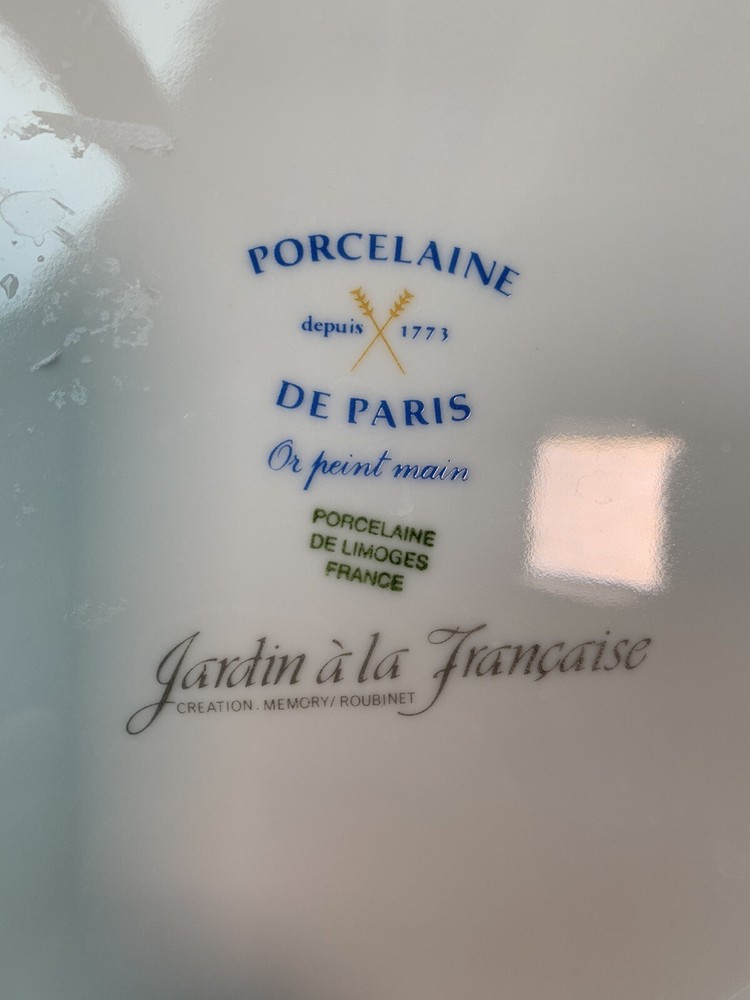 PORCELAINE
depuis 1773
DE PARIS
Or peint main
PORCELAINE
DE LIMOGES
FRANCE
Jardin à la Française
CREATION. MEMORY/ ROUBINET